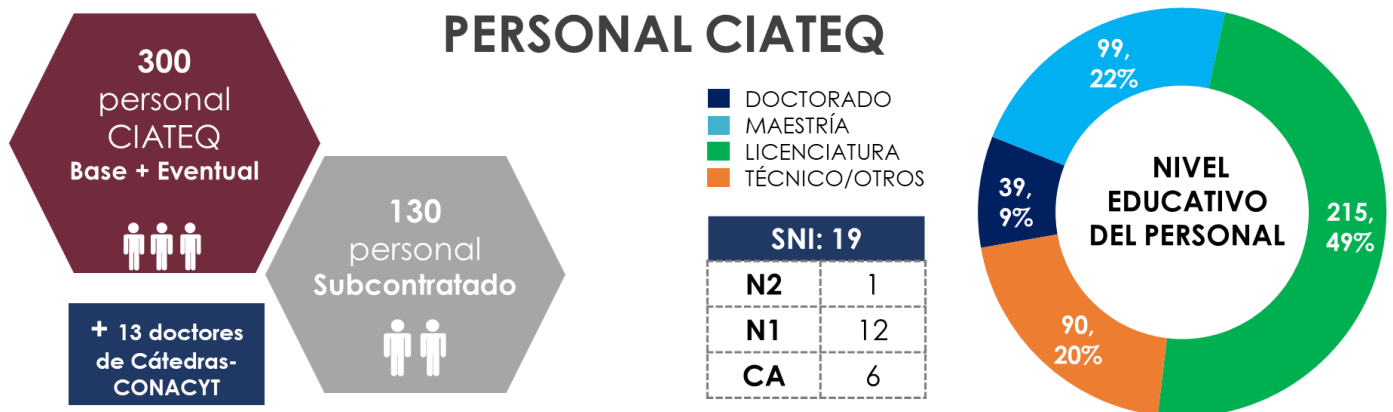 PERSONAL CIATEQ
300
personal
CIATEQ
Base + Eventual
130
personal
Subcontratado
+ 13 doctores
de Cátedras-
CONACYT
DOCTORADO
MAESTRÍA
LICENCIATURA
TÉCNICO/OTROS
SNI: 19
N2 1
N1 12
CA 6
99,
22%
39,
9%
90,
20%
215,
49%
NIVEL
EDUCATIVO
DEL PERSONAL